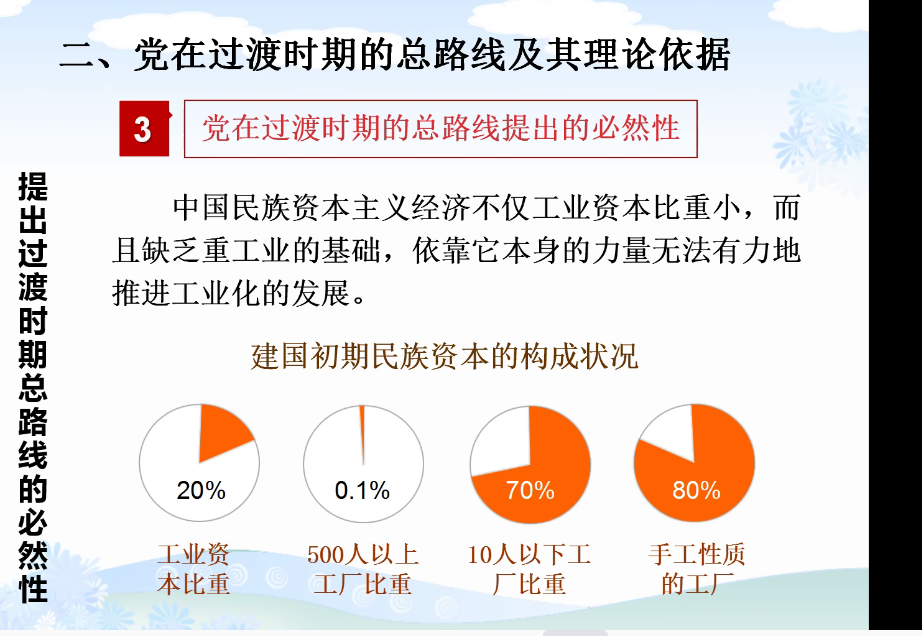 二、党在过渡时期的总路线及其理论依据
3
党在过渡时期的总路线提出的必然性
提出过渡时期总路线的必然性
中国民族资本主义经济不仅工业资本比重小，而
且缺乏重工业的基础，依靠它本身的力量无法有力地
推进工业化的发展。
建国初期民族资本的构成状况
20%
0.1%
70%
80%
工业资
本比重
500人以上
工厂比重
10人以下工
厂比重
手工性质
的工厂